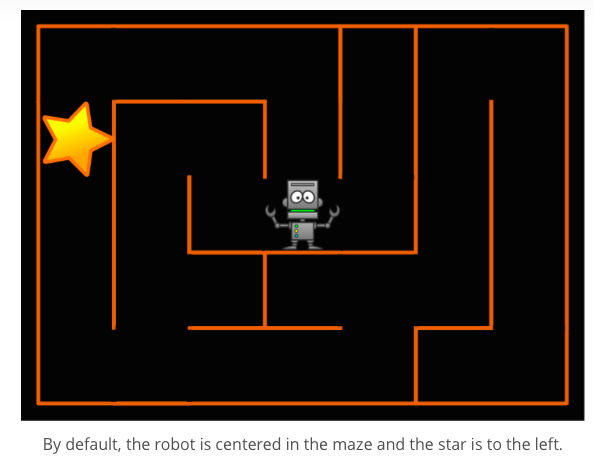 By default, the robot is centered in the maze and the star is to the left.